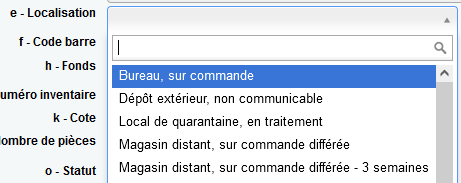 e - Localisation
f - Code barre
h - Fonds
uméro inventaire
k - Cote
ombre de pièces
o - Statut
Bureau, sur commande
Dépôt extérieur, non communicable
Local de quarantaine, en traitement
Magasin distant, sur commande différée
Magasin distant, sur commande différée - 3 semaines